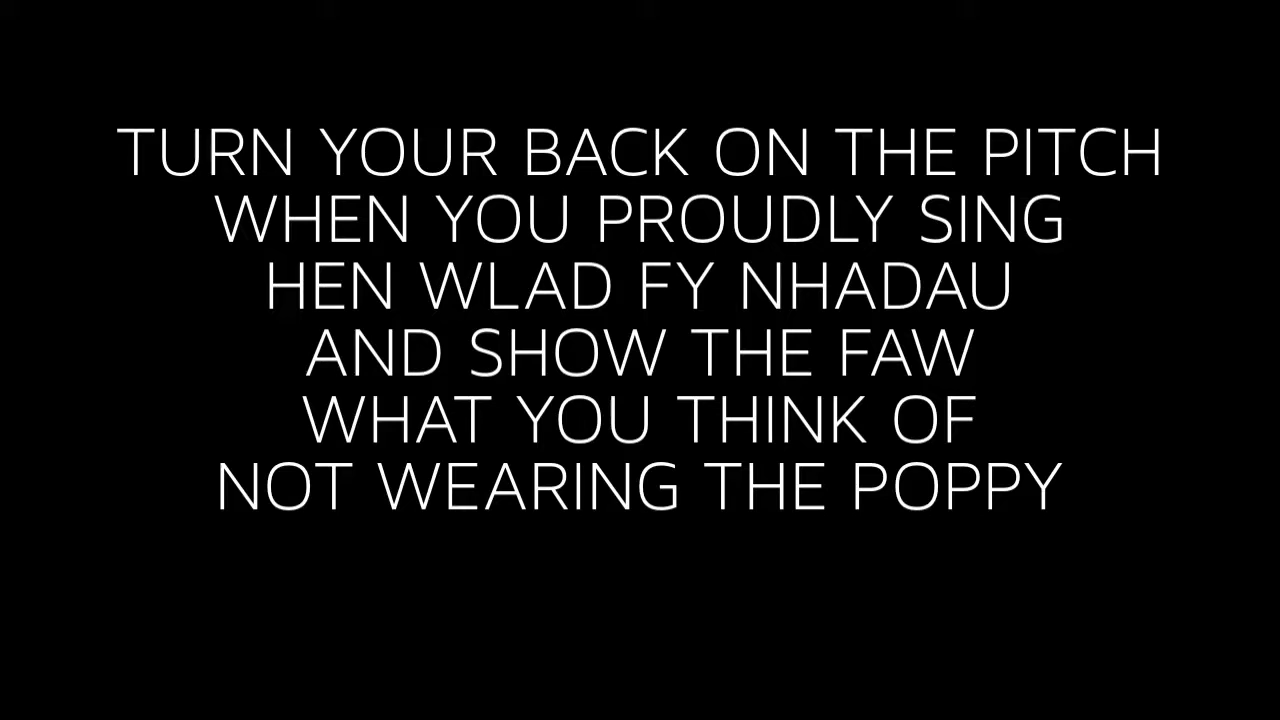 TURN YOUR BACK ON THE PITCH
WHEN YOU PROUDLY SING
HEN WLAD FY NHADAU
AND SHOW THE FAW
WHAT YOU THINK OF
NOT WEARING THE POPPY